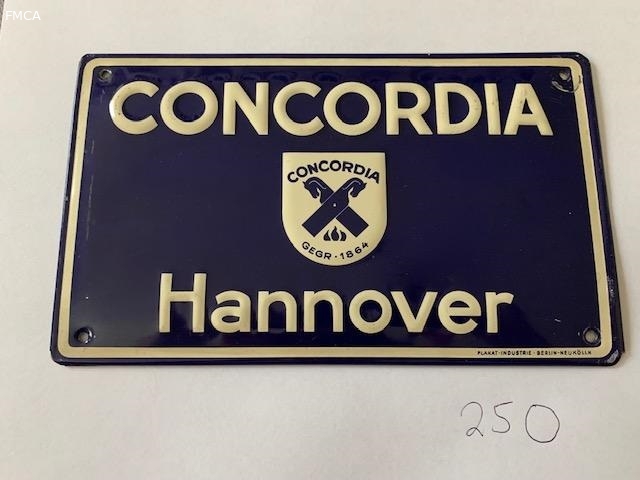 FMCA
CONCORDIA
CONCORDIA
GEGR · 1864
Hannover
PLAKAT-INDUSTRIE · BERLIN-NEUKÖLLN
250